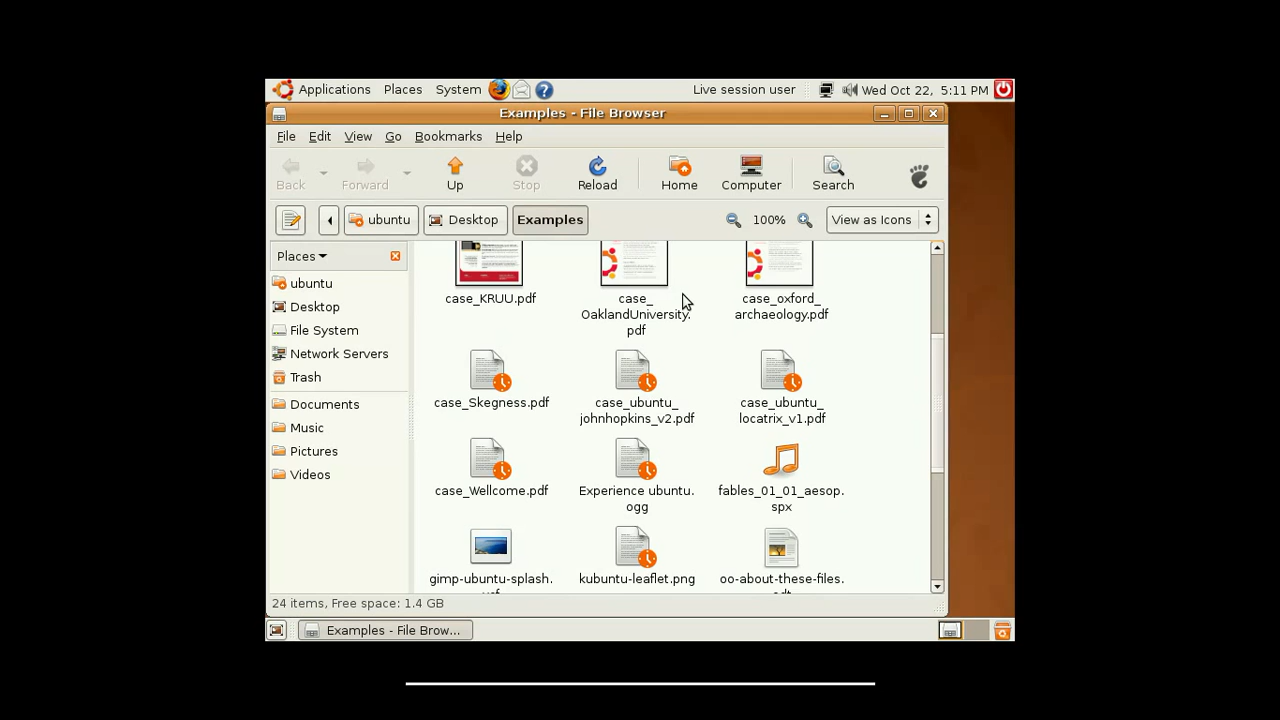 Applications Places System Live session user Wed Oct 22, 5:11 PM
Examples - File Browser
File Edit View Go Bookmarks Help
Back Forward Up Stop Reload Home Computer Search
ubuntu Desktop Examples 100% View as Icons
Places
ubuntu
Desktop
File System
Network Servers
Trash
Documents
Music
Pictures
Videos
case_KRUU.pdf
case_
OaklandUniversity.
pdf
case_oxford_
archaeology.pdf
case_Skegness.pdf
case_ubuntu_
johnhopkins_v2.pdf
case_ubuntu_
locatrix_v1.pdf
case_Wellcome.pdf
Experience ubuntu.
ogg
fables_01_01_aesop.
spx
gimp-ubuntu-splash.
kubuntu-leaflet.png
oo-about-these-files.
24 items, Free space: 1.4 GB
Examples - File Brow...